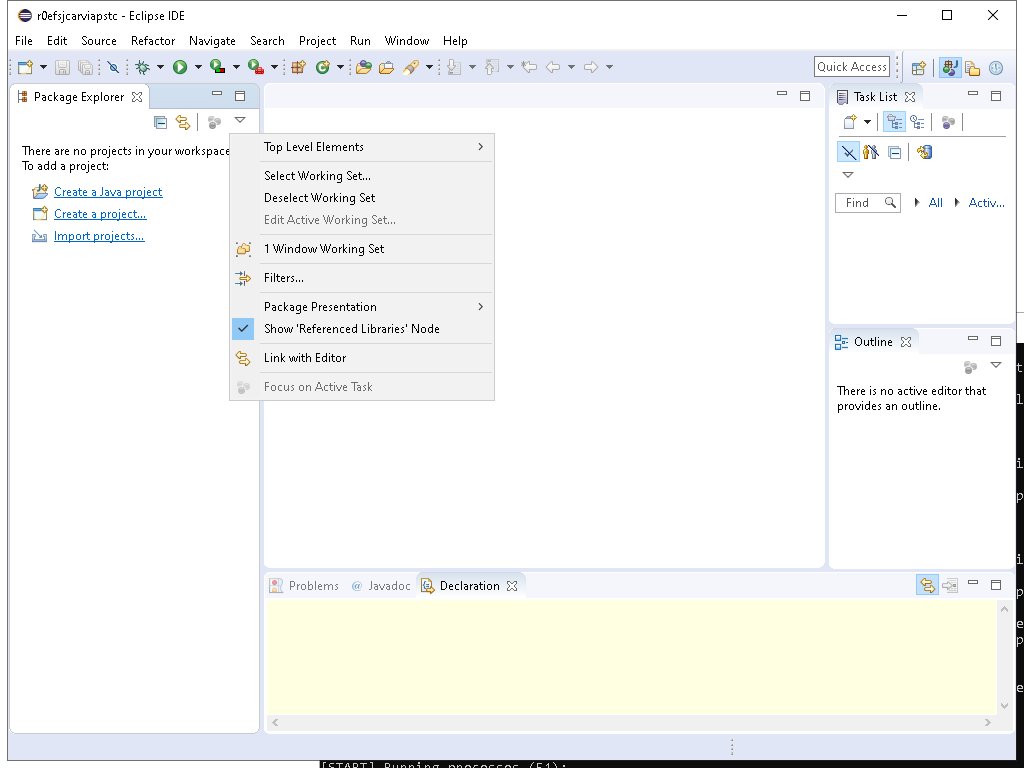 r0efsjcarviapstc - Eclipse IDE
File Edit Source Refactor Navigate Search Project Run Window Help
Quick Access
Package Explorer
There are no projects in your workspace
To add a project:
Create a Java project
Create a project...
Import projects...
Top Level Elements
Select Working Set...
Deselect Working Set
Edit Active Working Set...
1 Window Working Set
Filters...
Package Presentation
Show 'Referenced Libraries' Node
Link with Editor
Focus on Active Task
Task List
Find All Activ...
Outline
There is no active editor that
provides an outline.
Problems @ Javadoc Declaration
[START] Running processes (51):